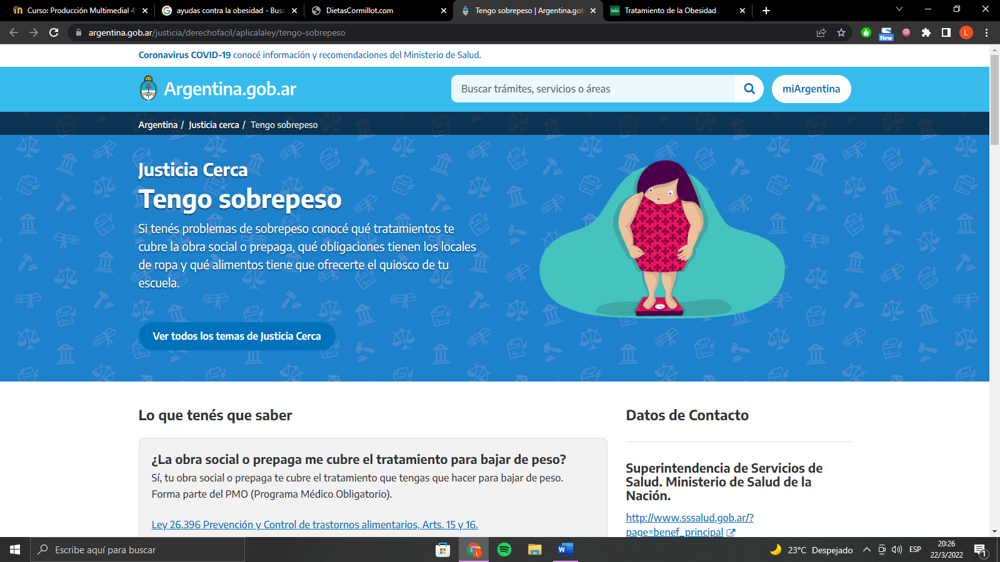 Curso: Producción Multimedial 4°
ayudas contra la obesidad - Busc
DietasCormillot.com
Tengo sobrepeso | Argentina.gob
Tratamiento de la Obesidad
argentina.gob.ar/justicia/derechofacil/aplicalaley/tengo-sobrepeso
New
L
Coronavirus COVID-19 conocé información y recomendaciones del Ministerio de Salud.
Argentina.gob.ar
Buscar trámites, servicios o áreas
miArgentina
Argentina / Justicia cerca / Tengo sobrepeso
Justicia Cerca
Tengo sobrepeso
Si tenés problemas de sobrepeso conocé qué tratamientos te
cubre la obra social o prepaga, qué obligaciones tienen los locales
de ropa y qué alimentos tiene que ofrecerte el quiosco de tu
escuela.
Ver todos los temas de Justicia Cerca
Lo que tenés que saber
¿La obra social o prepaga me cubre el tratamiento para bajar de peso?
Sí, tu obra social o prepaga te cubre el tratamiento que tengas que hacer para bajar de peso.
Forma parte del PMO (Programa Médico Obligatorio).
Ley 26.396 Prevención y Control de trastornos alimentarios, Arts. 15 y 16.
Datos de Contacto
Superintendencia de Servicios de
Salud. Ministerio de Salud de la
Nación.
http://www.sssalud.gob.ar/?
page=benef_principal
Escribe aquí para buscar
L
W
23°C Despejado
ESP
20:26
22/3/2022
1